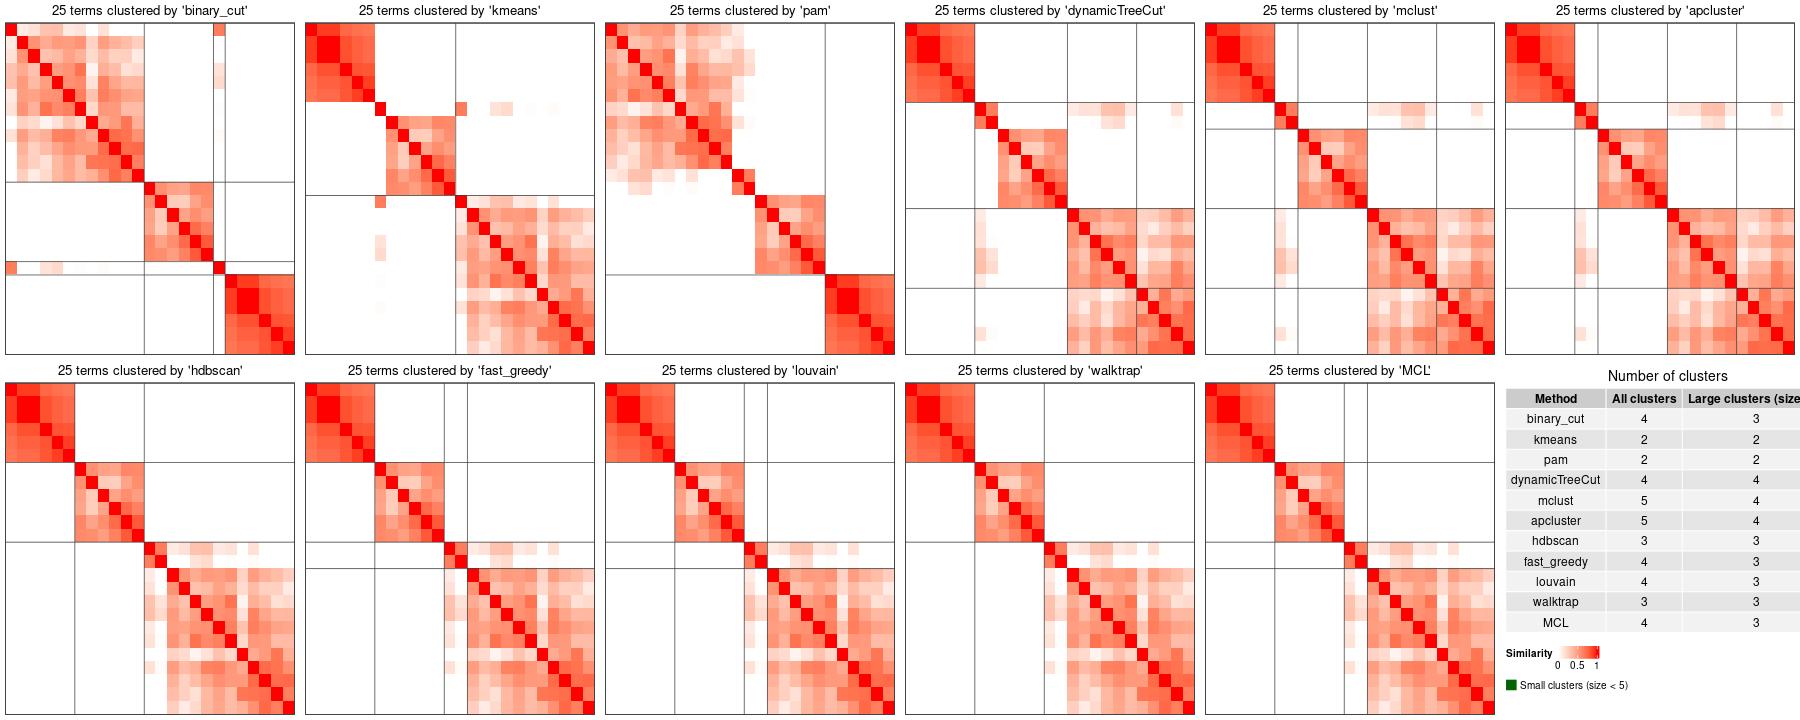 25 terms clustered by 'binary_cut'
25 terms clustered by 'kmeans'
25 terms clustered by 'pam'
25 terms clustered by 'dynamicTreeCut'
25 terms clustered by 'mclust'
25 terms clustered by 'apcluster'
25 terms clustered by 'hdbscan'
25 terms clustered by 'fast_greedy'
25 terms clustered by 'louvain'
25 terms clustered by 'walktrap'
25 terms clustered by 'MCL'
Number of clusters
Method All clusters Large clusters (size
binary_cut 4 3
kmeans 2 2
pam 2 2
dynamicTreeCut 4 4
mclust 5 4
apcluster 5 4
hdbscan 3 3
fast_greedy 4 3
louvain 4 3
walktrap 3 3
MCL 4 3
Similarity
0 0.5 1
Small clusters (size < 5)